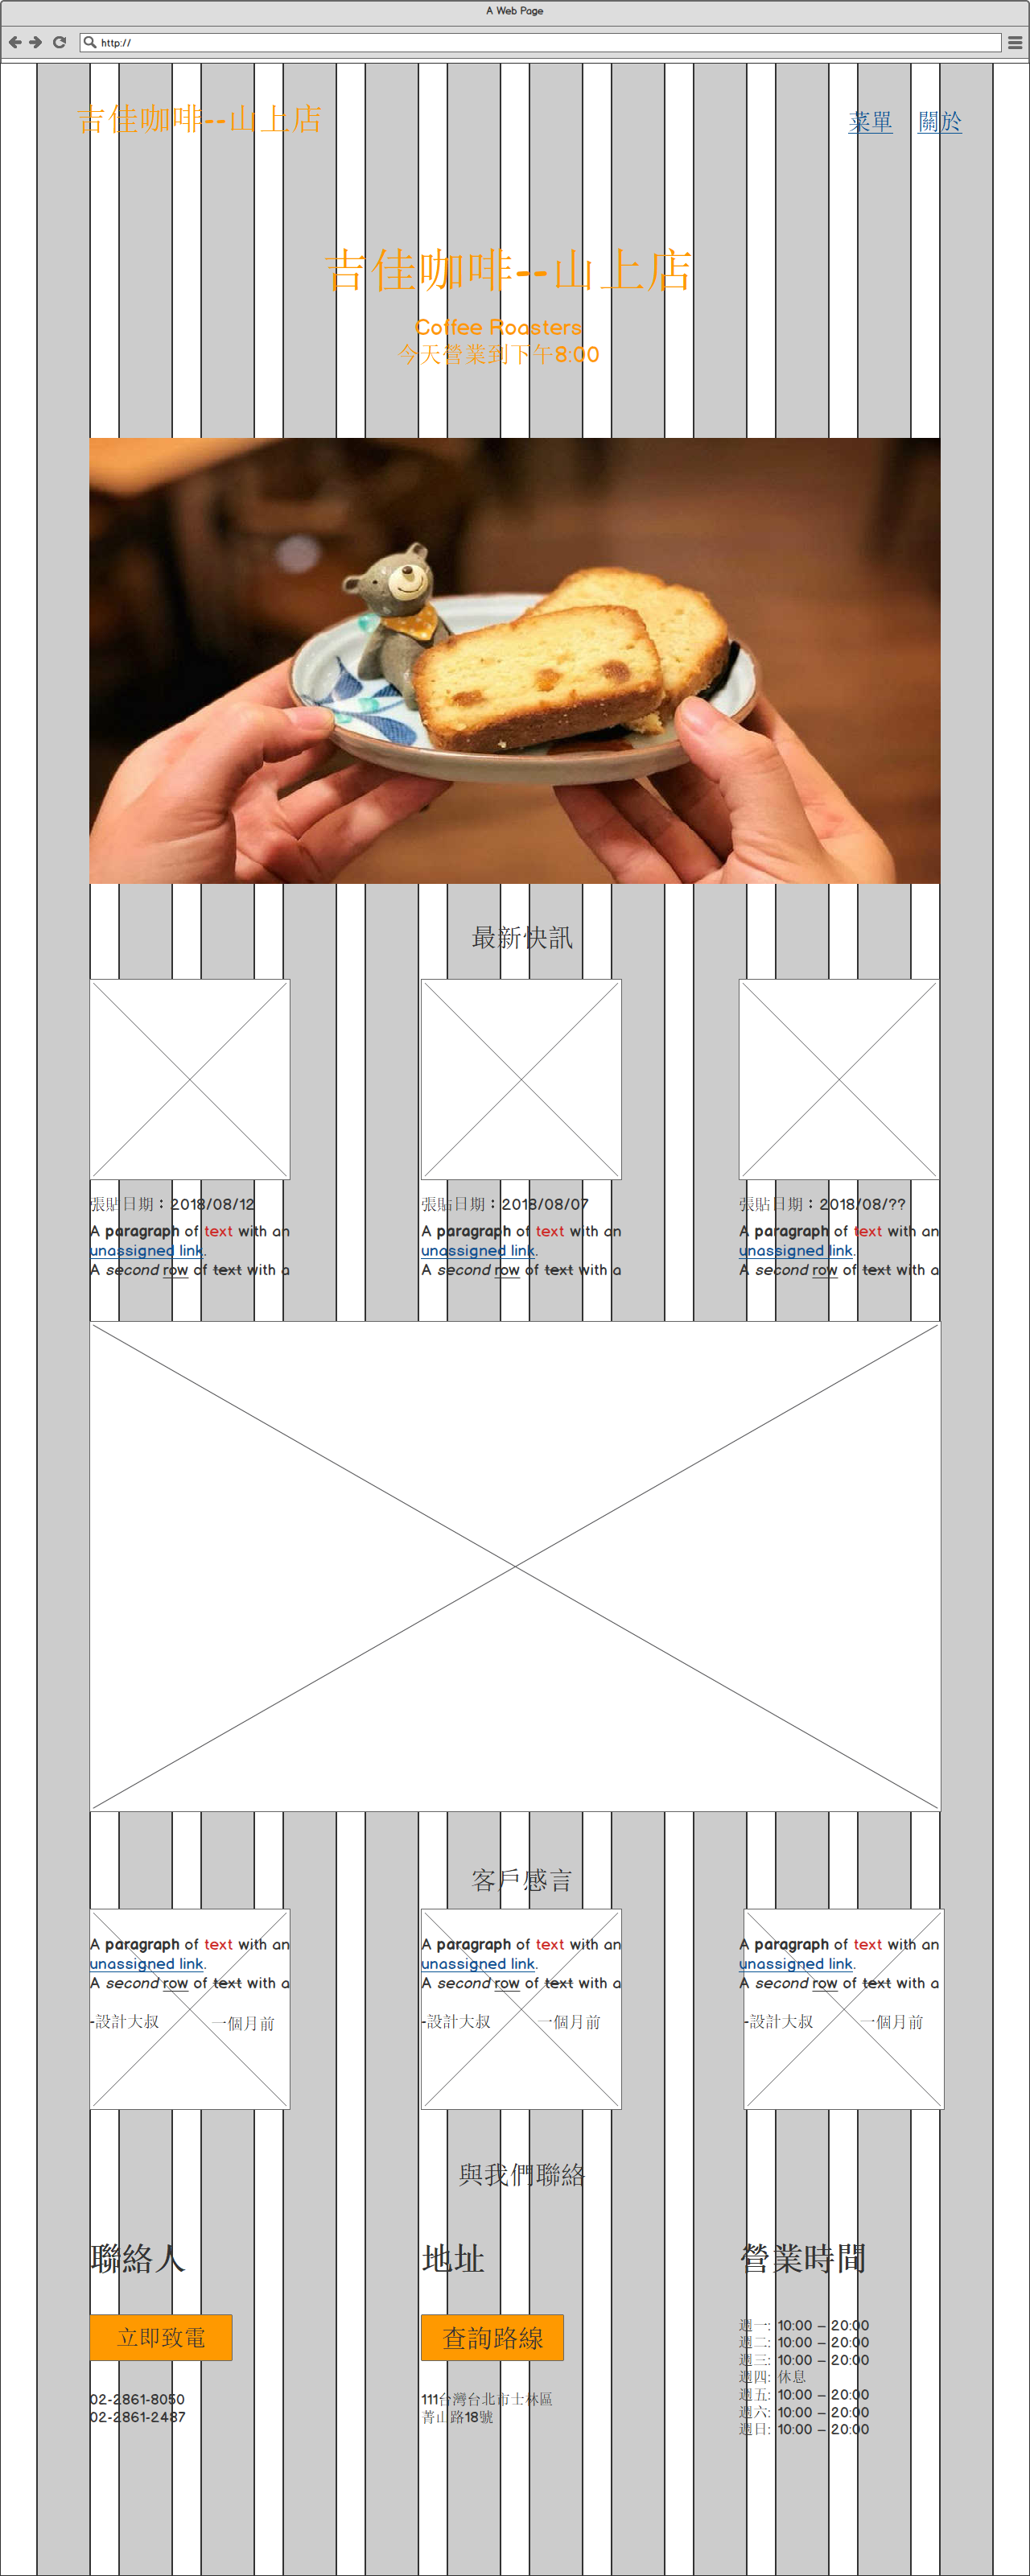 A Web Page
http://
吉佳咖啡--山上店
菜單 關於
吉佳咖啡--山上店
Coffee Roasters
今天營業到下午8:00
最新快訊
張貼日期：2018/08/12
A paragraph of text with an
unassigned link.
A second row of text with a
張貼日期：2018/08/07
A paragraph of text with an
unassigned link.
A second row of text with a
張貼日期：2018/08/??
A paragraph of text with an
unassigned link.
A second row of text with a
客戶感言
A paragraph of text with an
unassigned link.
A second row of text with a
-設計大叔 一個月前
A paragraph of text with an
unassigned link.
A second row of text with a
-設計大叔 一個月前
A paragraph of text with an
unassigned link.
A second row of text with a
-設計大叔 一個月前
與我們聯絡
聯絡人
立即致電
02-2861-8050
02-2861-2487
地址
查詢路線
111台灣台北市士林區
菁山路18號
營業時間
週一: 10:00 – 20:00
週二: 10:00 – 20:00
週三: 10:00 – 20:00
週四: 休息
週五: 10:00 – 20:00
週六: 10:00 – 20:00
週日: 10:00 – 20:00